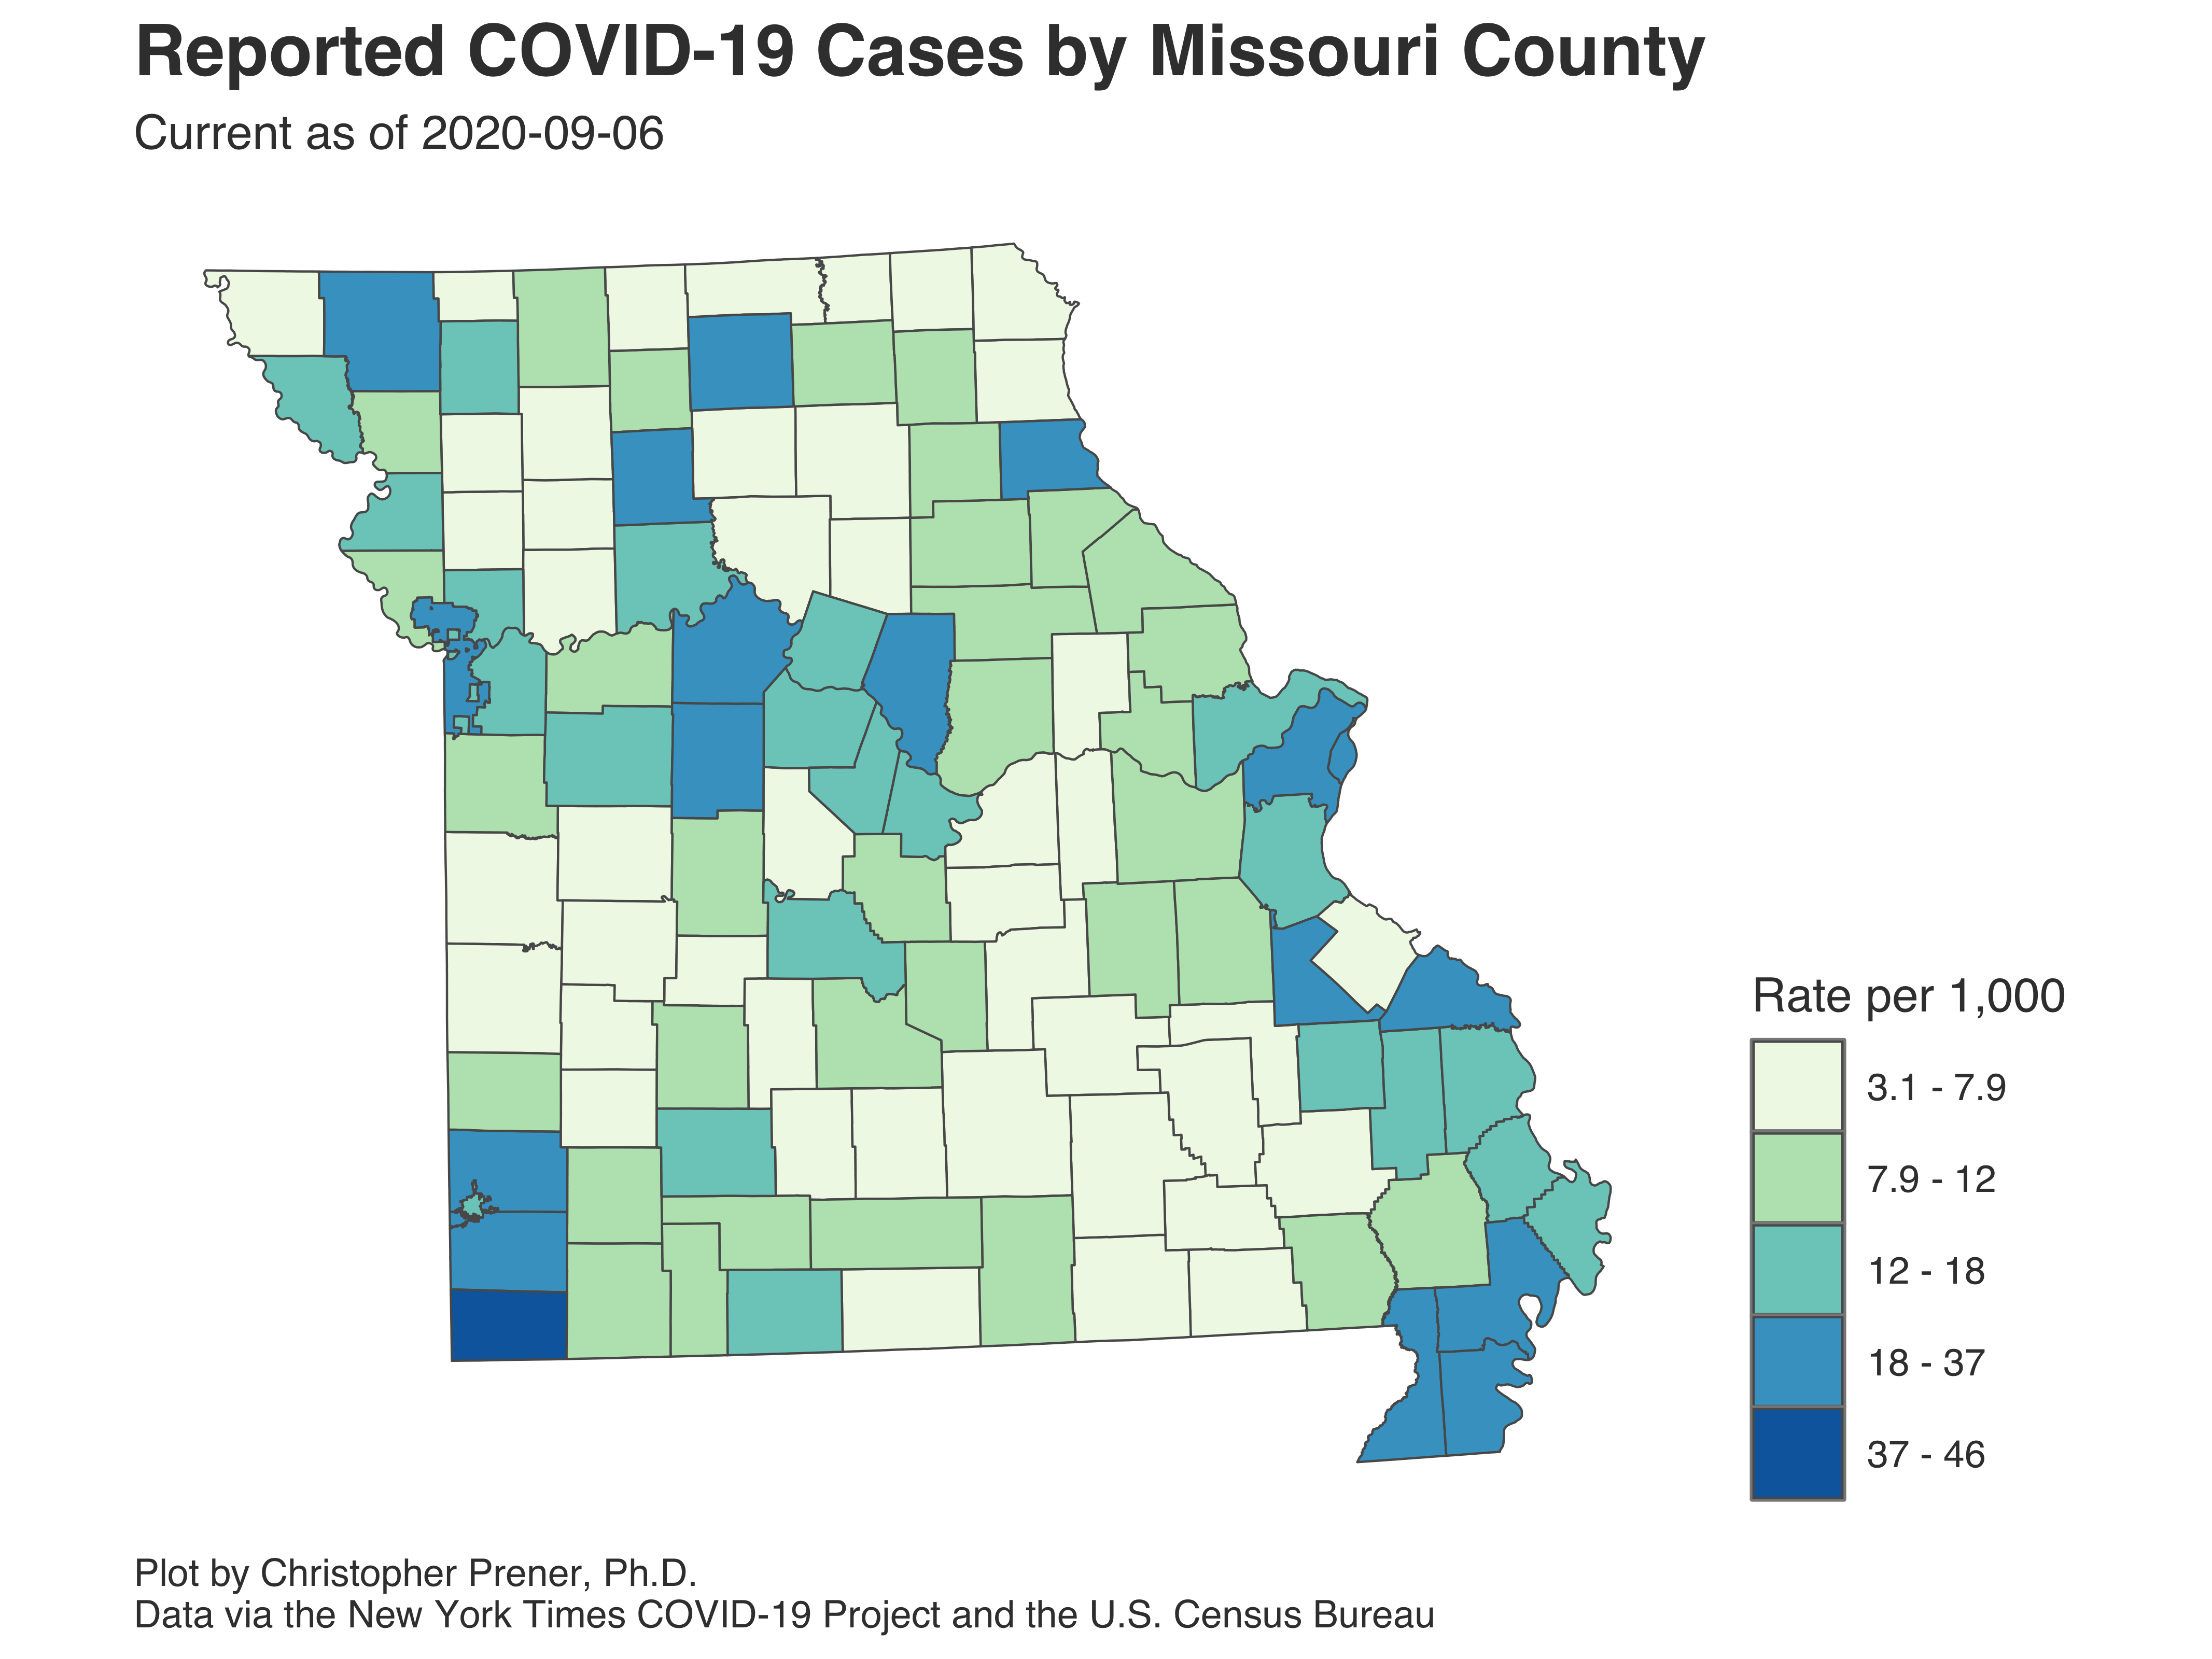 Reported COVID-19 Cases by Missouri County
Current as of 2020-09-06
Rate per 1,000
3.1 - 7.9
7.9 - 12
12 - 18
18 - 37
37 - 46
Plot by Christopher Prener, Ph.D.
Data via the New York Times COVID-19 Project and the U.S. Census Bureau